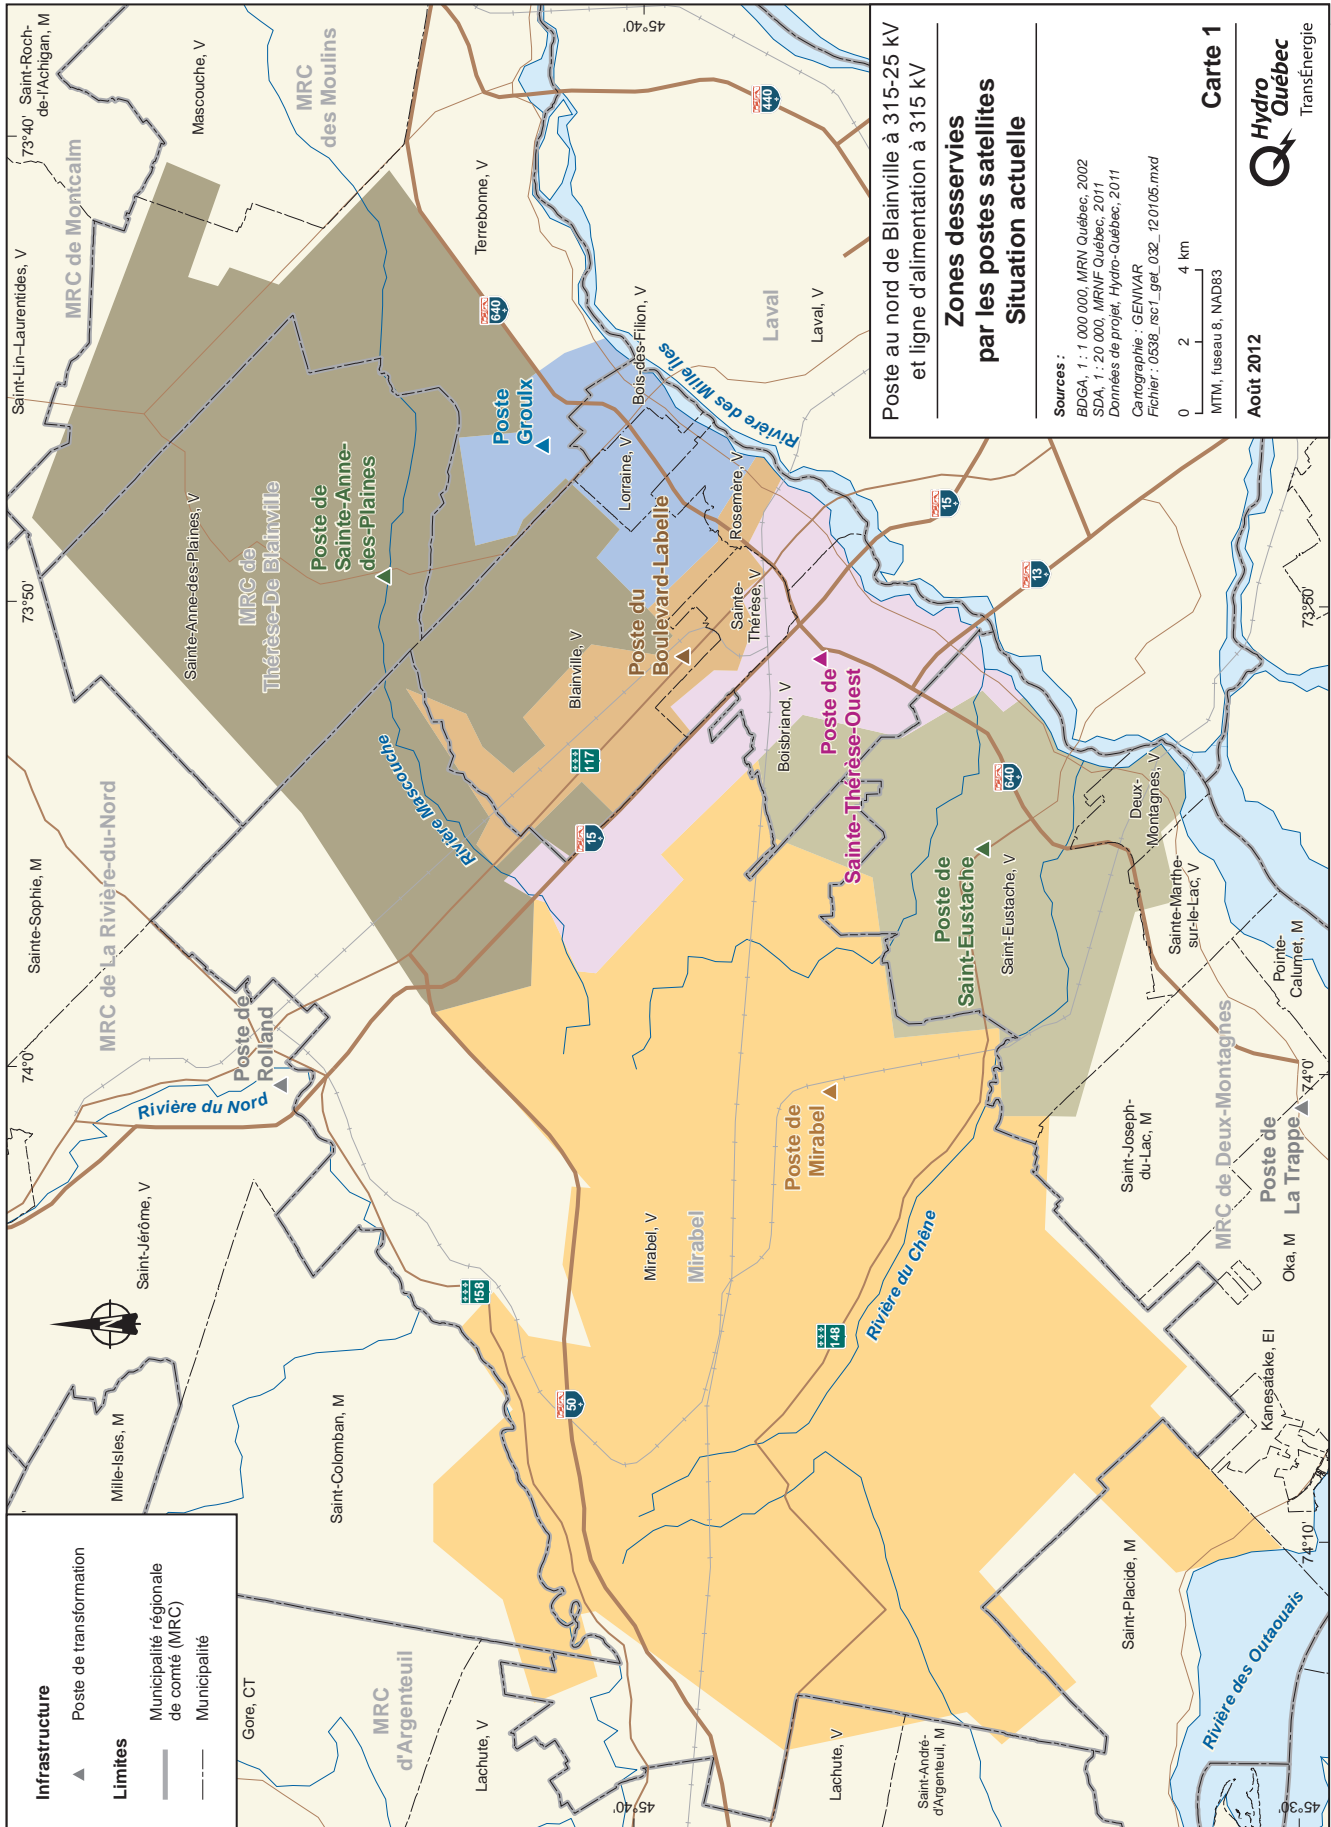 Infrastructure
Poste de transformation
Limites
Municipalité régionale
de comté (MRC)
Municipalité
Gore, CT
MRC
d'Argenteuil
Lachute, V
Lachute, V
Saint-André-
d'Argenteuil, M
Mille-Isles, M
Saint-Colomban, M
Saint-Jérôme, V
N
Rivière du Nord
Poste de
Rolland
74°0'
MRC de La Rivière-du-Nord
Sainte-Sophie, M
73°50'
Sainte-Anne-des-Plaines, V
MRC de
Thérèse-De Blainville
Poste de
Sainte-Anne-
des-Plaines
Saint-Lin–Laurentides, V
MRC de Montcalm
73°40'
Saint-Roch-
de-l'Achigan, M
Mascouche, V
MRC
des Moulins
45°40'
Terrebonne, V
640
440
Poste
Groulx
Bois-des-Filion, V
Lorraine, V
Rosemère, V
Rivière des Mille Îles
Laval
Laval, V
Poste du
Boulevard-Labelle
Blainville, V
Sainte-
Thérèse, V
117
15
Rivière Mascouche
Boisbriand, V
Poste de
Sainte-Thérèse-Ouest
15
13
640
Poste de
Saint-Eustache
Saint-Eustache, V
Deux-
Montagnes, V
Sainte-Marthe-
sur-le-Lac, V
Pointe-
Calumet, M
73°50'
158
50
Mirabel, V
Mirabel
Poste de
Mirabel
148
Rivière du Chêne
Saint-Joseph-
du-Lac, M
MRC de Deux-Montagnes
Poste de
La Trappe
74°0'
Oka, M
Kanesatake, EI
74°10'
Saint-Placide, M
Rivière des Outaouais
45°40'
45°30'
Poste au nord de Blainville à 315-25 kV
et ligne d'alimentation à 315 kV
Zones desservies
par les postes satellites
Situation actuelle
Sources :
BDGA, 1 : 1 000 000, MRN Québec, 2002
SDA, 1 : 20 000, MRNF Québec, 2011
Données de projet, Hydro-Québec, 2011
Cartographie : GENIVAR
Fichier : 0538_rsc1_get_032_120105.mxd
0 2 4 km
MTM, fuseau 8, NAD83
Carte 1
Août 2012
Hydro
Québec
TransÉnergie